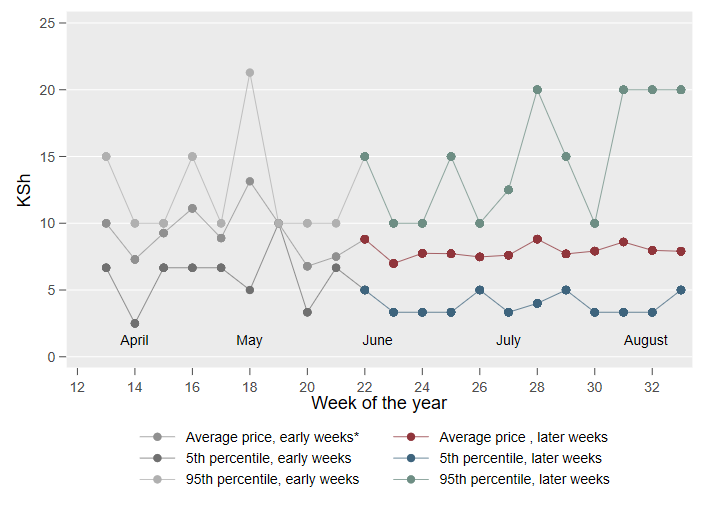 25
20
15
10
5
0
KSh
April May June July August
12 14 16 18 20 22 24 26 28 30 32
Week of the year
Average price, early weeks* Average price , later weeks
5th percentile, early weeks 5th percentile, later weeks
95th percentile, early weeks 95th percentile, later weeks